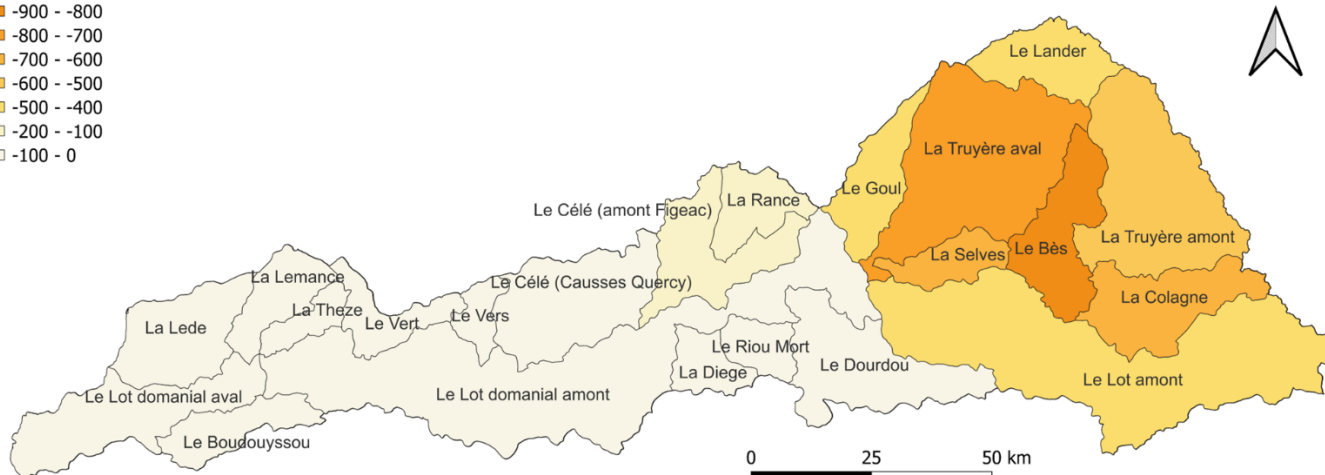 -900 - -800
-800 - -700
-700 - -600
-600 - -500
-500 - -400
-200 - -100
-100 - 0
Le Lander
La Truyère aval
Le Goul
La Rance
Le Célé (amont Figeac)
La Truyère amont
Le Bès
La Selves
La Lemance
Le Célé (Causses Quercy)
La Colagne
La Theze
Le Vers
Le Vert
La Lede
Le Riou Mort
Le Dourdou
La Diege
Le Lot amont
Le Lot domanial aval
Le Lot domanial amont
Le Boudouyssou
0 25 50 km